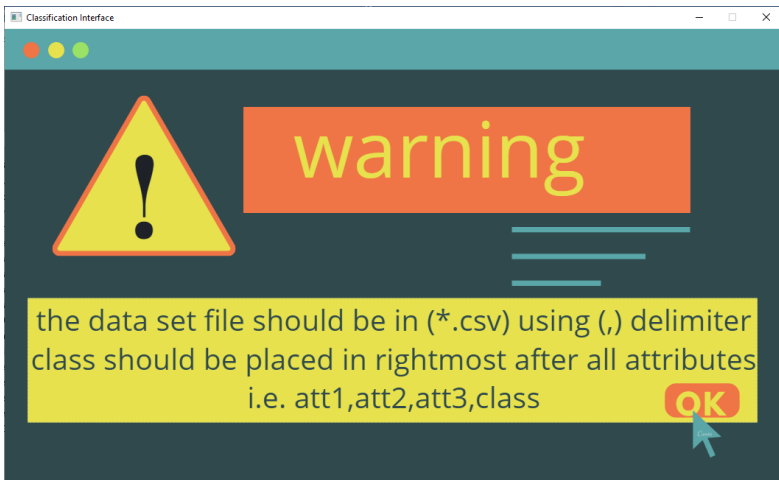 Classification Interface
warning
!
the data set file should be in (*.csv) using (,) delimiter
class should be placed in rightmost after all attributes
i.e. att1,att2,att3,class
OK